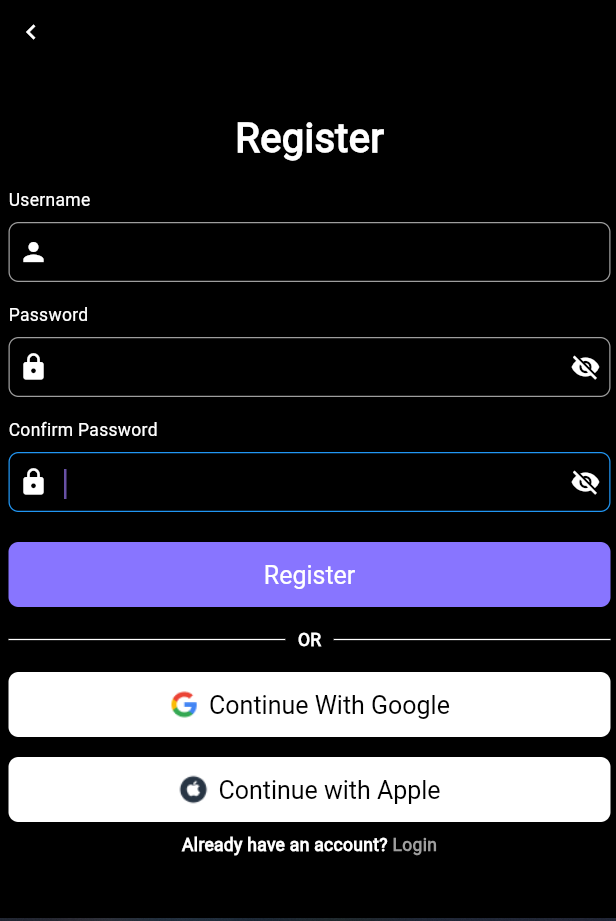 Register
Username
Password
Confirm Password
Register
OR
Continue With Google
Continue with Apple
Already have an account? Login